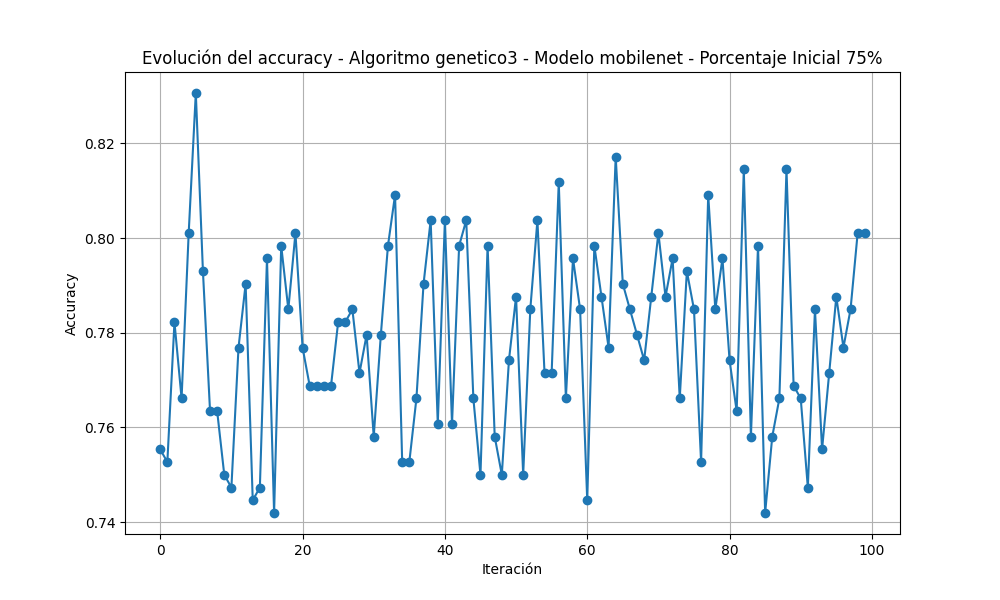 Evolución del accuracy - Algoritmo genetico3 - Modelo mobilenet - Porcentaje Inicial 75%
Accuracy
0.82
0.80
0.78
0.76
0.74
0 20 40 60 80 100
Iteración